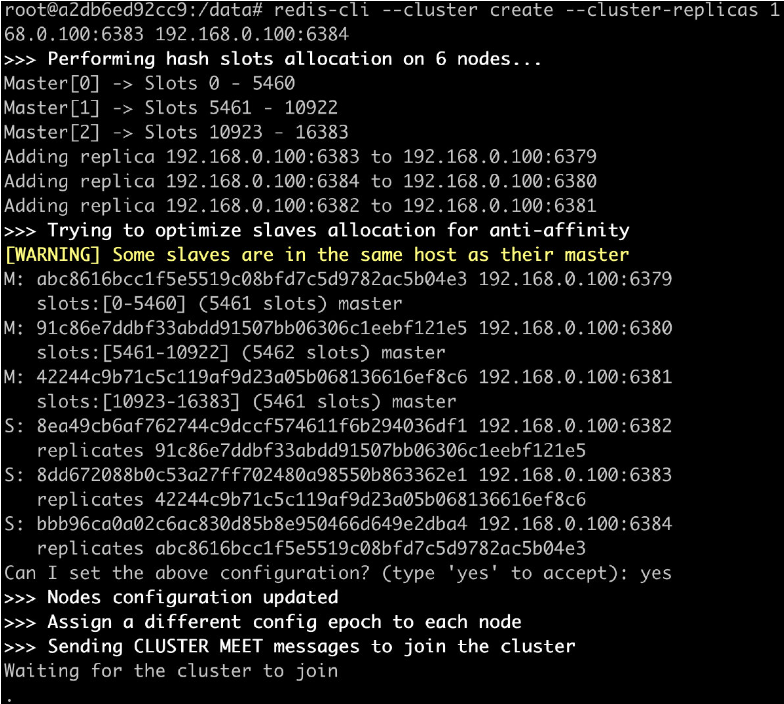 root@a2db6ed92cc9:/data# redis-cli --cluster create --cluster-replicas 1
68.0.100:6383 192.168.0.100:6384
>>> Performing hash slots allocation on 6 nodes...
Master[0] -> Slots 0 - 5460
Master[1] -> Slots 5461 - 10922
Master[2] -> Slots 10923 - 16383
Adding replica 192.168.0.100:6383 to 192.168.0.100:6379
Adding replica 192.168.0.100:6384 to 192.168.0.100:6380
Adding replica 192.168.0.100:6382 to 192.168.0.100:6381
>>> Trying to optimize slaves allocation for anti-affinity
[WARNING] Some slaves are in the same host as their master
M: abc8616bcc1f5e5519c08bfd7c5d9782ac5b04e3 192.168.0.100:6379
   slots:[0-5460] (5461 slots) master
M: 91c86e7ddbf33abdd91507bb06306c1eebf121e5 192.168.0.100:6380
   slots:[5461-10922] (5462 slots) master
M: 42244c9b71c5c119af9d23a05b068136616ef8c6 192.168.0.100:6381
   slots:[10923-16383] (5461 slots) master
S: 8ea49cb6af762744c9dccf574611f6b294036df1 192.168.0.100:6382
   replicates 91c86e7ddbf33abdd91507bb06306c1eebf121e5
S: 8dd672088b0c53a27ff702480a98550b863362e1 192.168.0.100:6383
   replicates 42244c9b71c5c119af9d23a05b068136616ef8c6
S: bbb96ca0a02c6ac830d85b8e950466d649e2dba4 192.168.0.100:6384
   replicates abc8616bcc1f5e5519c08bfd7c5d9782ac5b04e3
Can I set the above configuration? (type 'yes' to accept): yes
>>> Nodes configuration updated
>>> Assign a different config epoch to each node
>>> Sending CLUSTER MEET messages to join the cluster
Waiting for the cluster to join
.